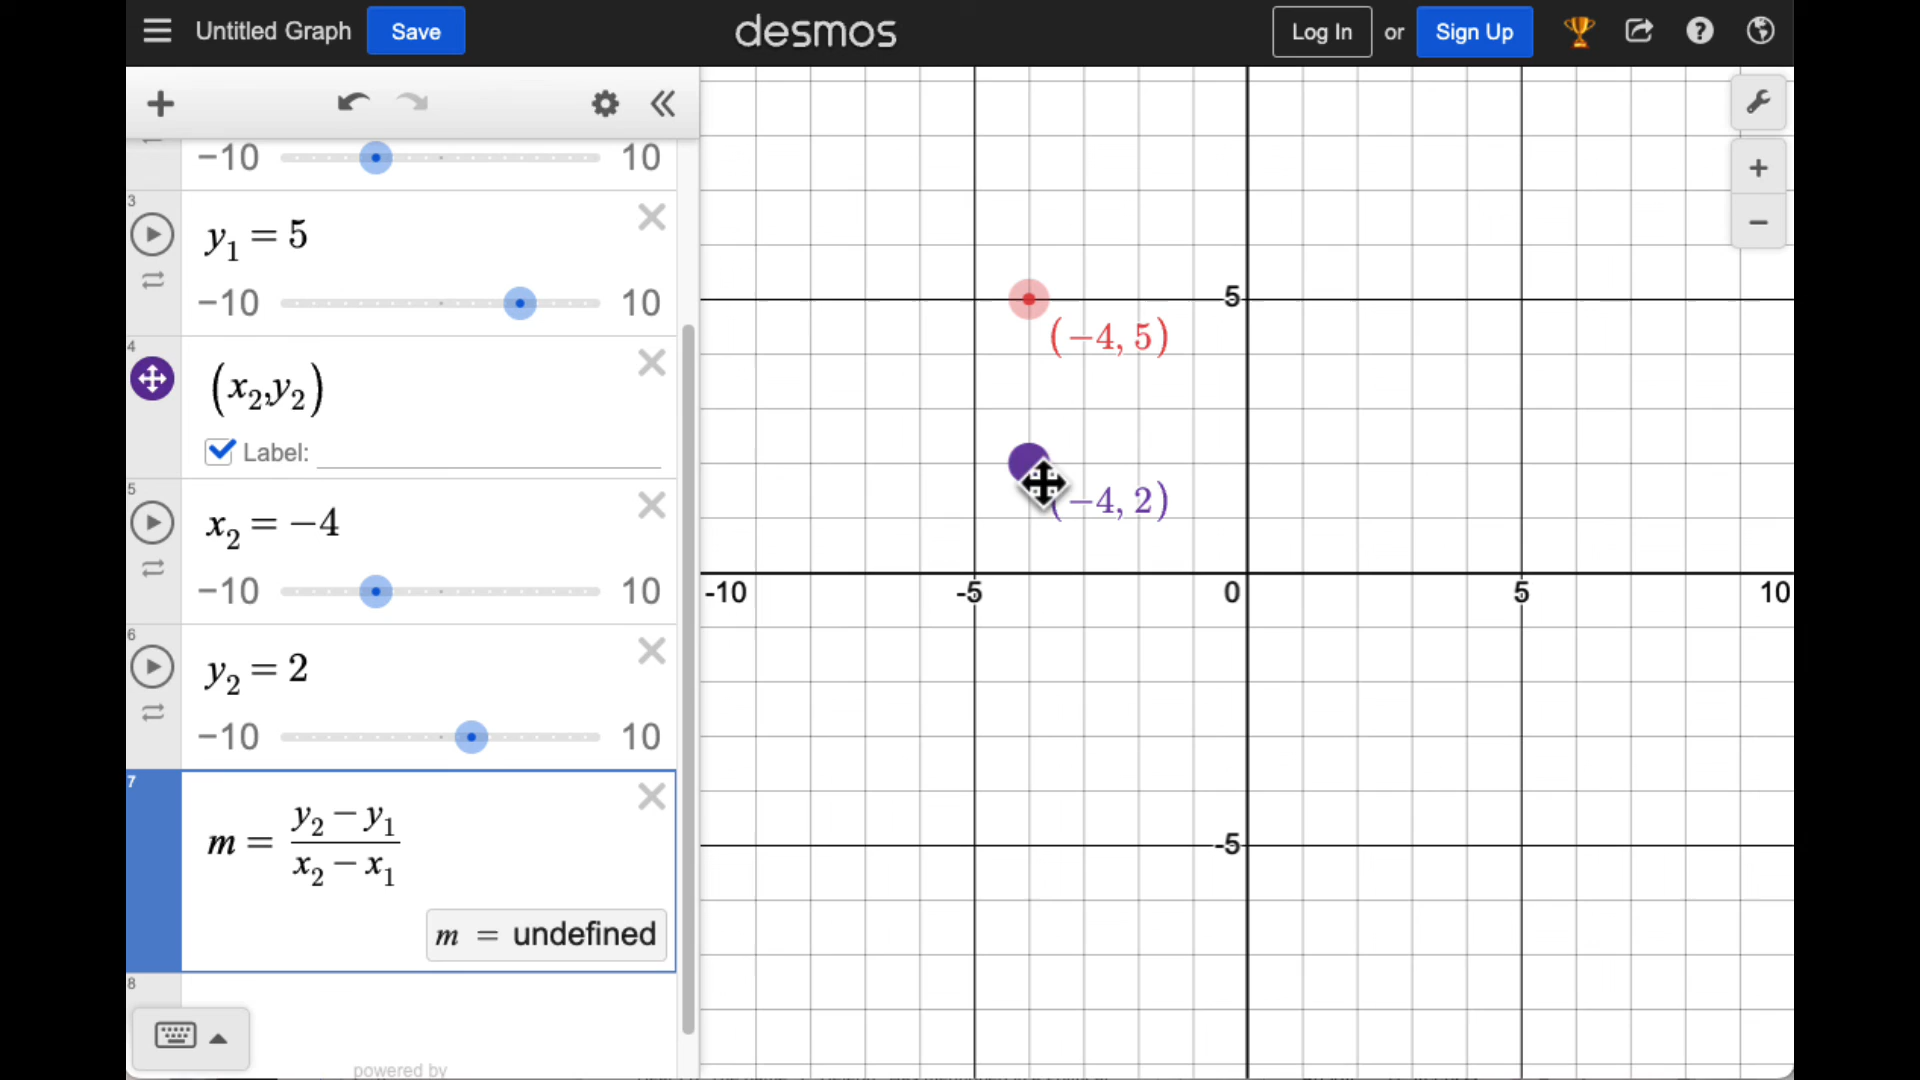 Untitled Graph
Save
desmos
Log In or Sign Up
−10 10
3
y₁ = 5
−10 10
4
(x₂,y₂)
Label:
5
x₂ = −4
−10 10
6
y₂ = 2
−10 10
7
m = (y₂ − y₁)/(x₂ − x₁)
m = undefined
8
powered by
5
(−4, 5)
(−4, 2)
-10 -5 0 5 10
-5